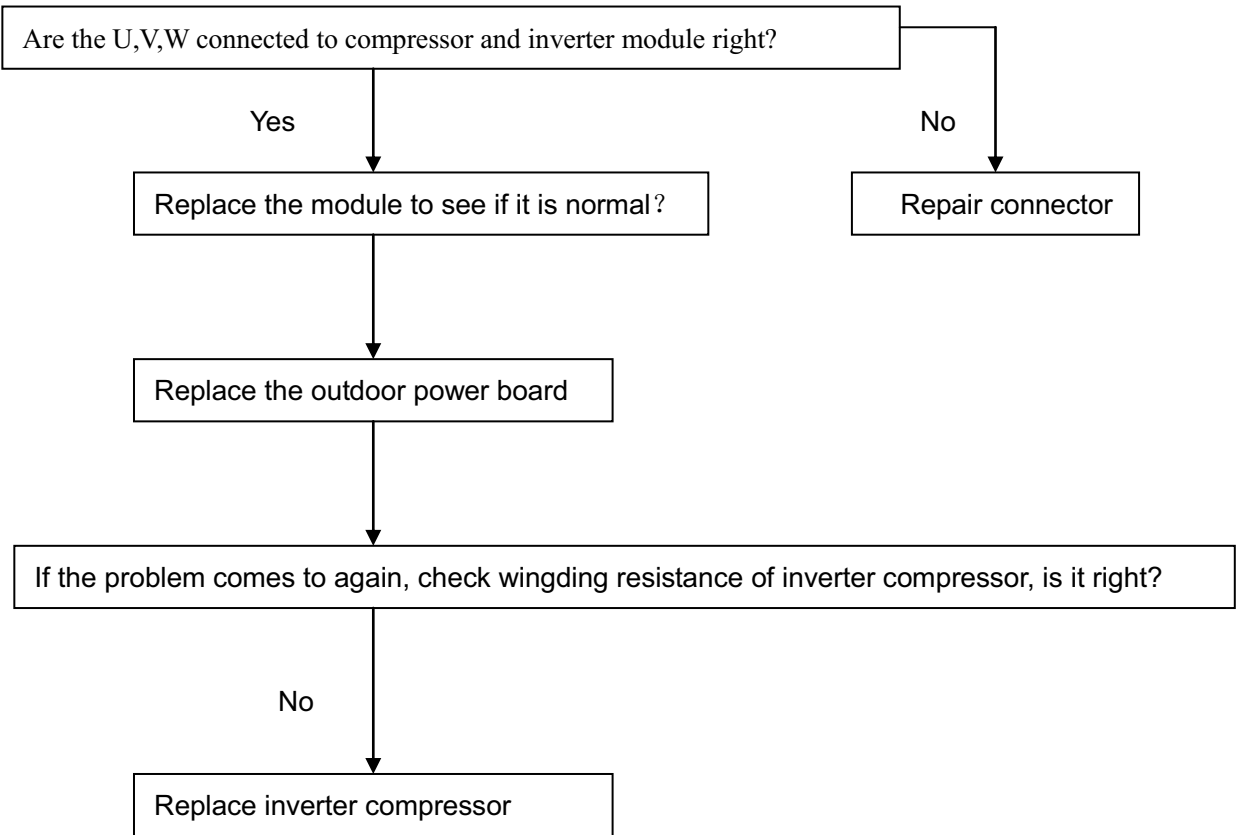 Are the U,V,W connected to compressor and inverter module right?
Yes
No
Replace the module to see if it is normal？
Repair connector
Replace the outdoor power board
If the problem comes to again, check wingding resistance of inverter compressor, is it right?
No
Replace inverter compressor